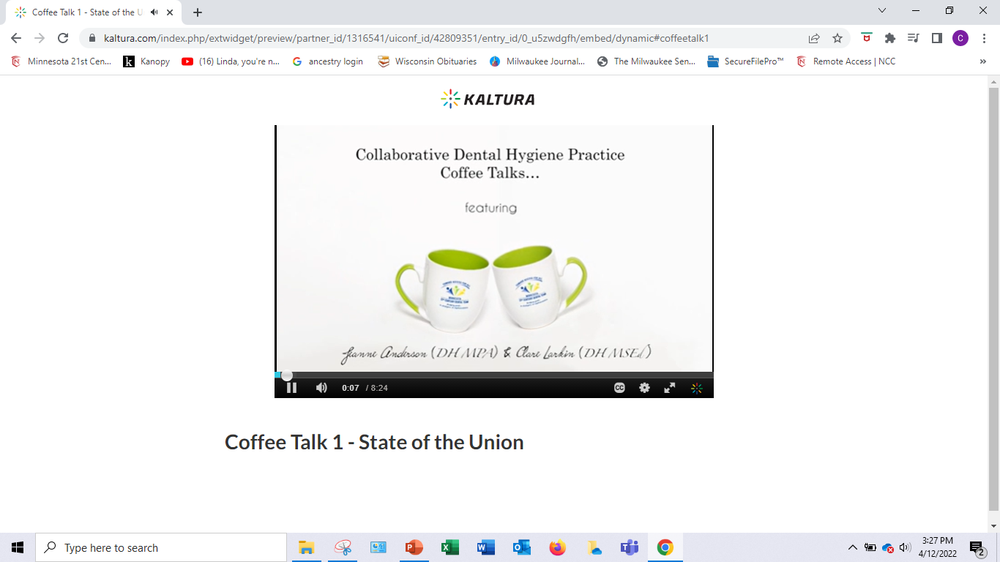 Coffee Talk 1 - State of the U
kaltura.com/index.php/extwidget/preview/partner_id/1316541/uiconf_id/42809351/entry_id/0_u5zwdgfh/embed/dynamic#coffeetalk1
C
Minnesota 21st Cen...
k Kanopy
(16) Linda, you're n...
G ancestry login
Wisconsin Obituaries
Milwaukee Journal...
The Milwaukee Sen...
SecureFilePro™
Remote Access | NCC
»
KALTURA
Collaborative Dental Hygiene Practice
Coffee Talks...
featuring
Jeanne Anderson (DH MPA) & Clare Larkin (DH MSEd)
0:07 / 8:24
CC
Coffee Talk 1 - State of the Union
Type here to search
3:27 PM
4/12/2022
2